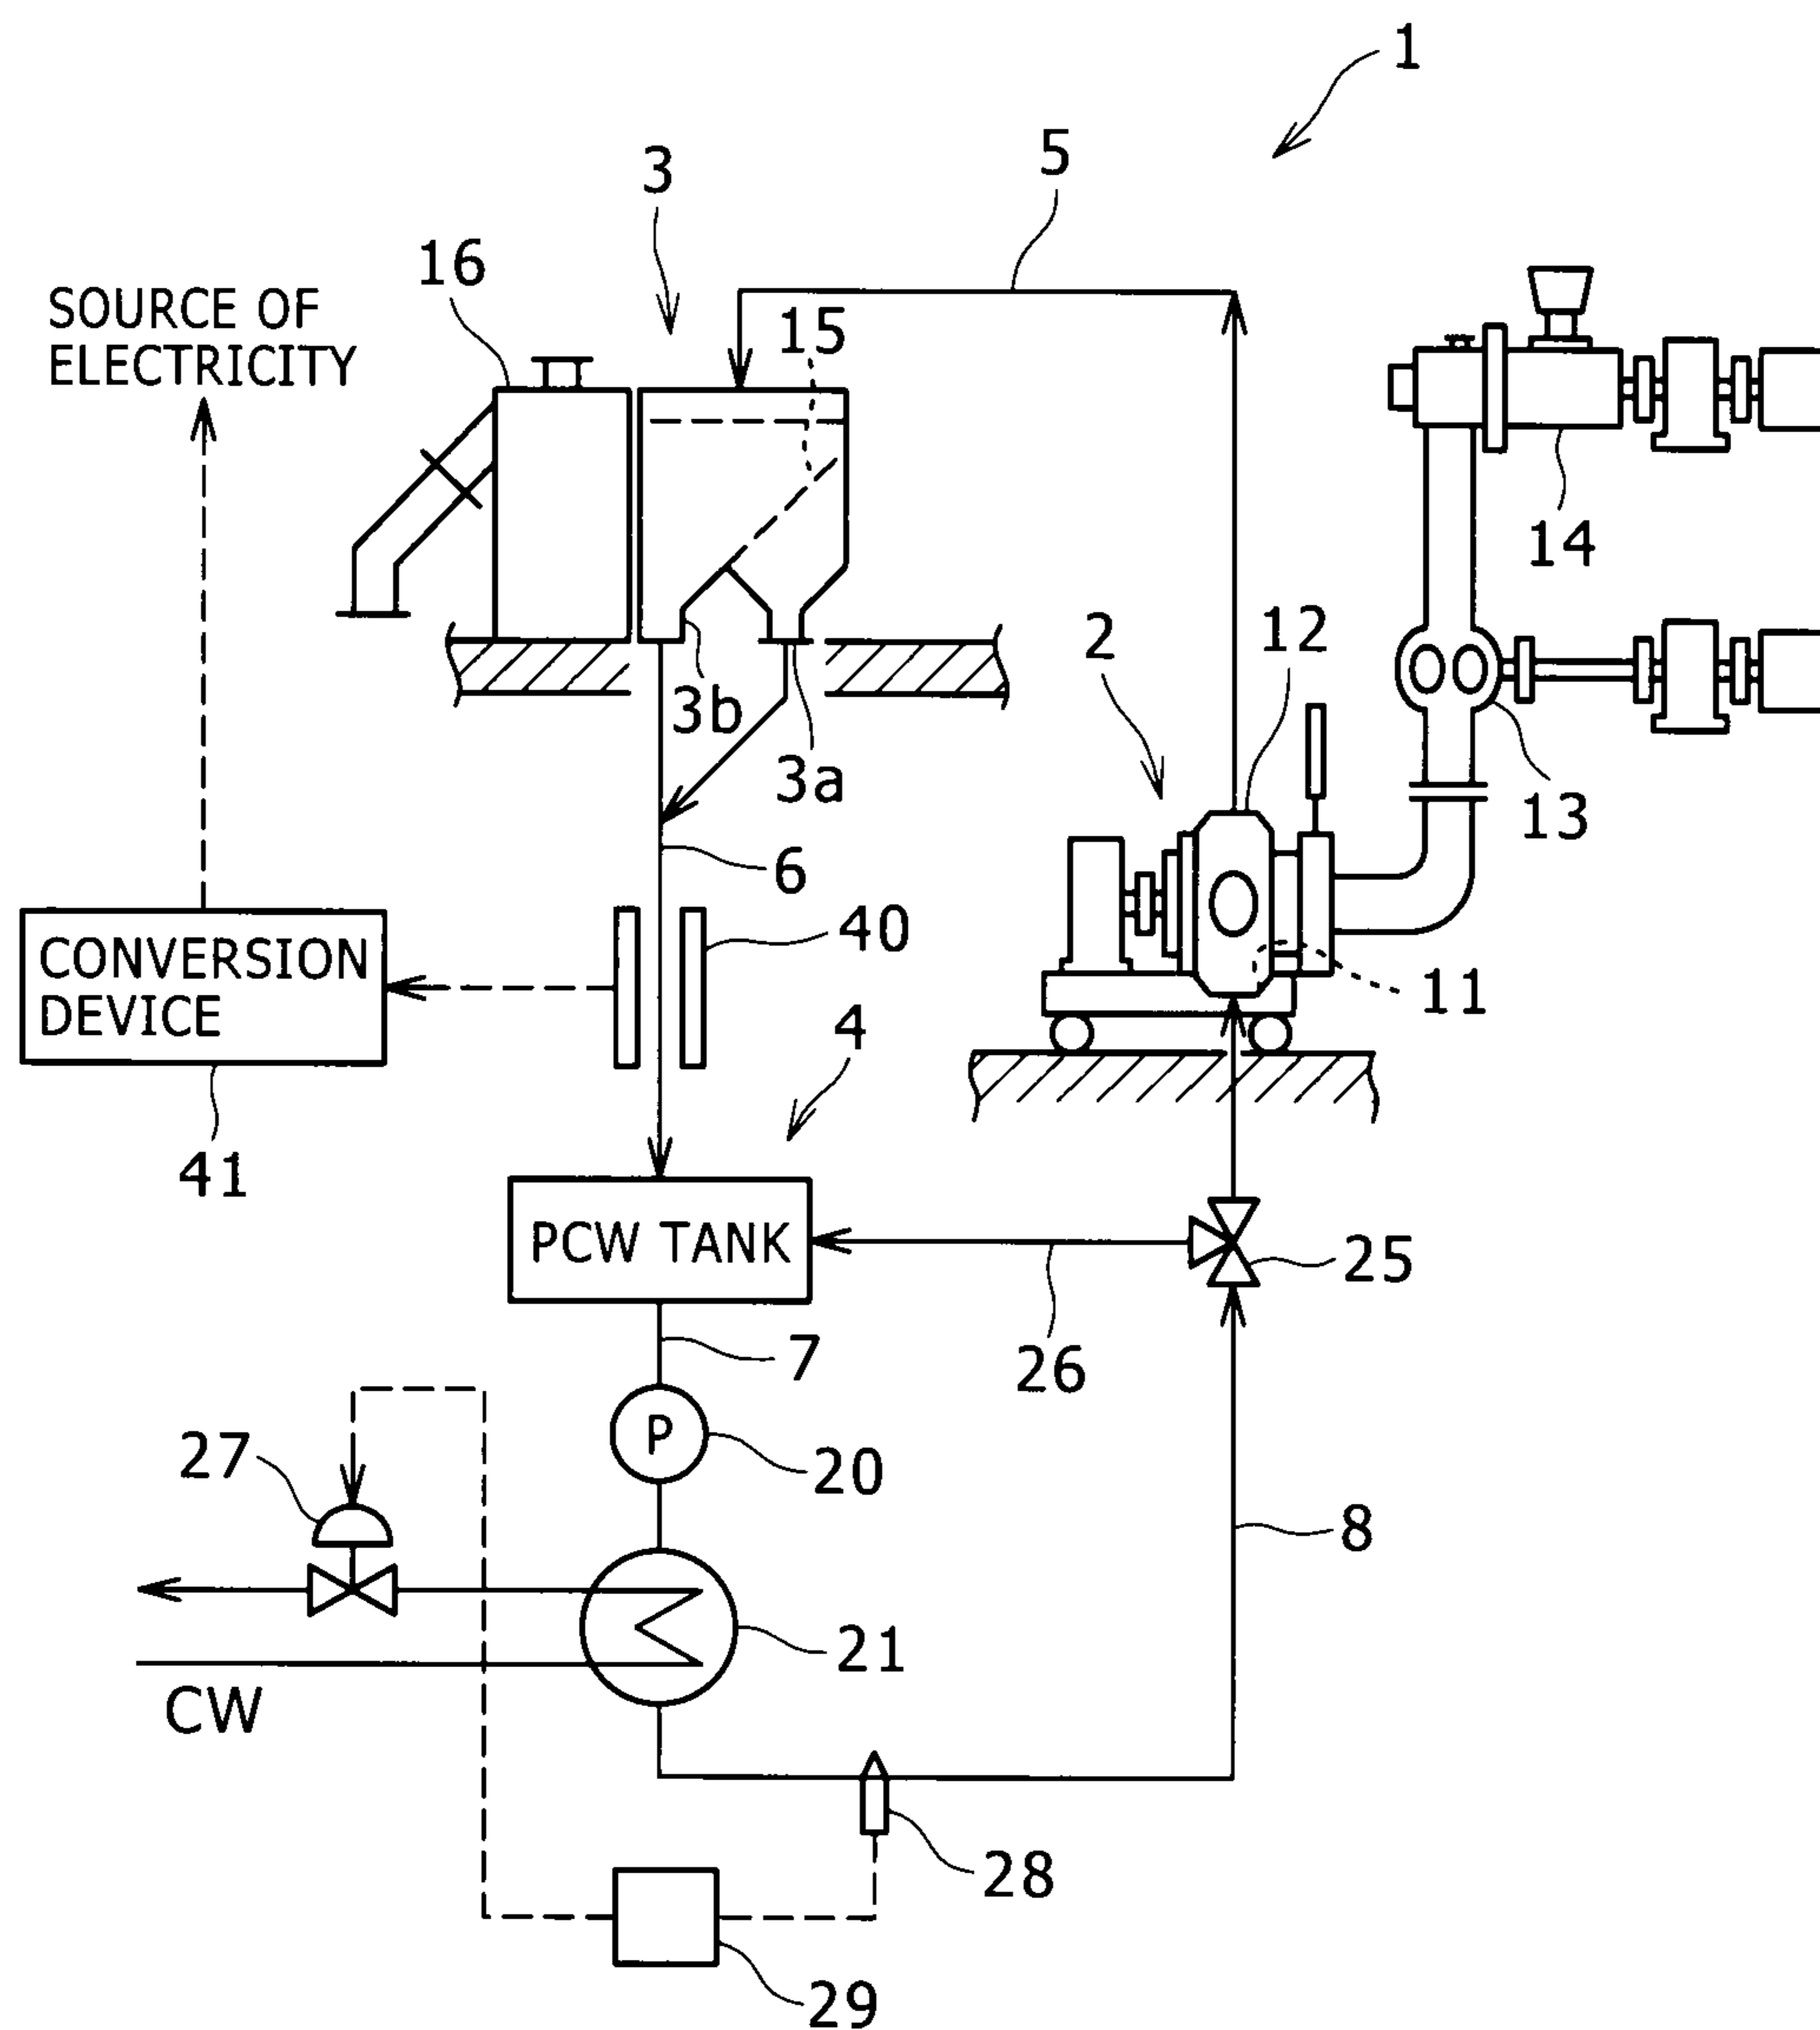 1
5
3
16
SOURCE OF
ELECTRICITY
15
14
12
2
3b
3a
13
6
40
CONVERSION
DEVICE
11
4
41
PCW TANK
25
7
26
27
P
20
8
21
CW
28
29